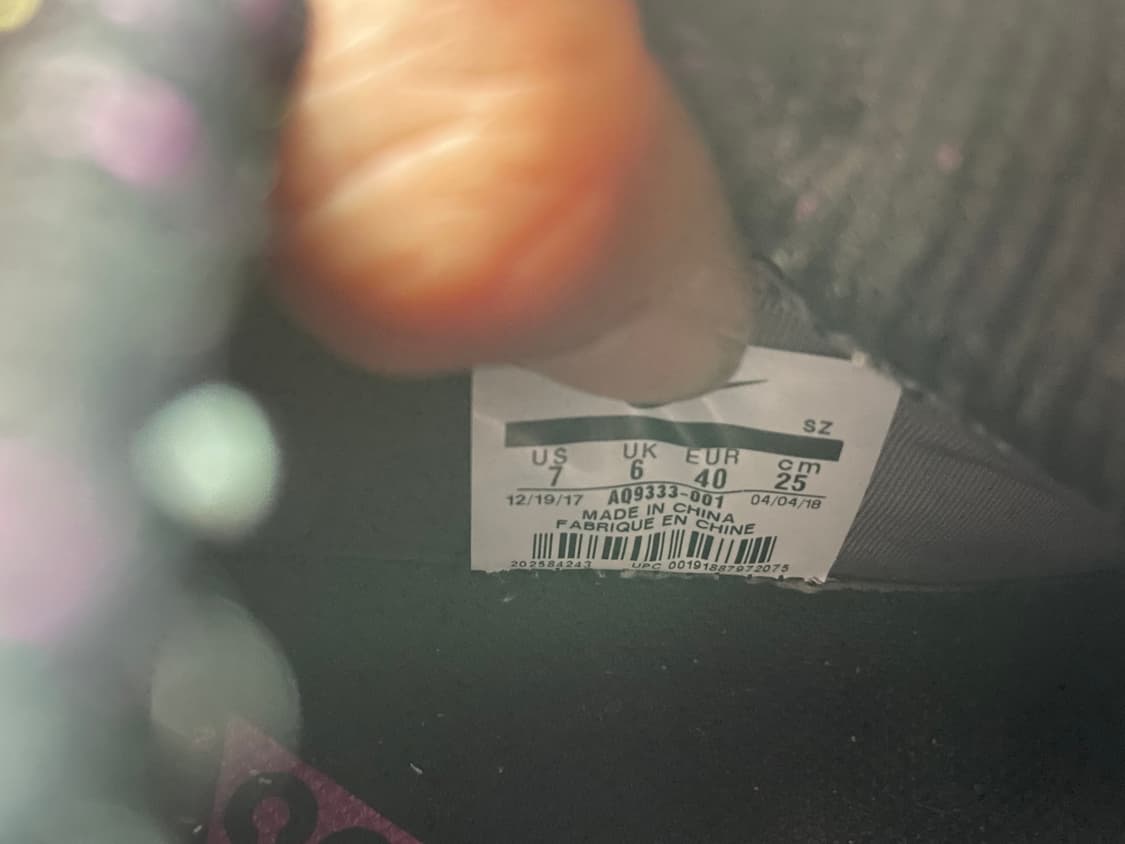 SZ
US UK EUR cm
7 6 40 25
12/19/17 AQ9333-001 04/04/18
MADE IN CHINA
FABRIQUE EN CHINE
202584243 UPC 00191887972075